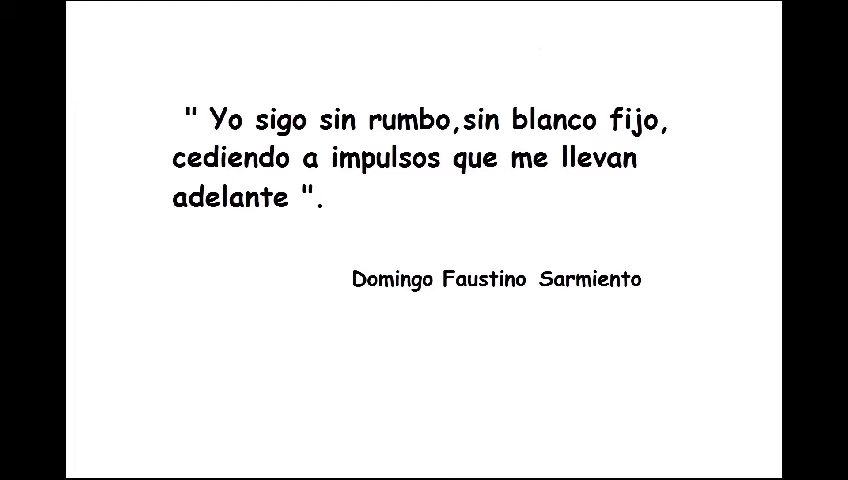 " Yo sigo sin rumbo,sin blanco fijo,
cediendo a impulsos que me llevan
adelante ".
Domingo Faustino Sarmiento